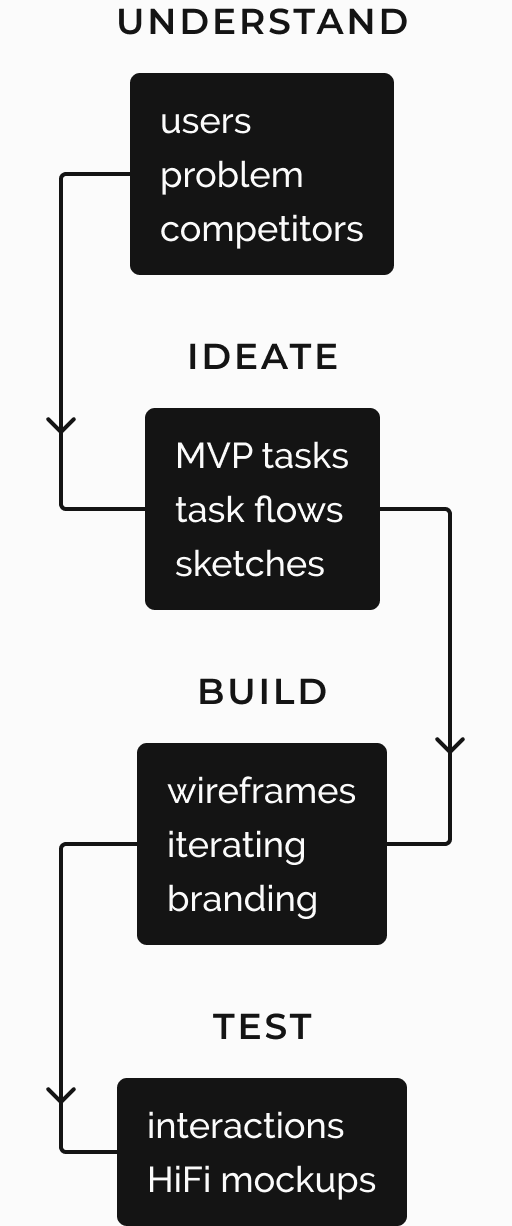 UNDERSTAND
users
problem
competitors
IDEATE
MVP tasks
task flows
sketches
BUILD
wireframes
iterating
branding
TEST
interactions
HiFi mockups